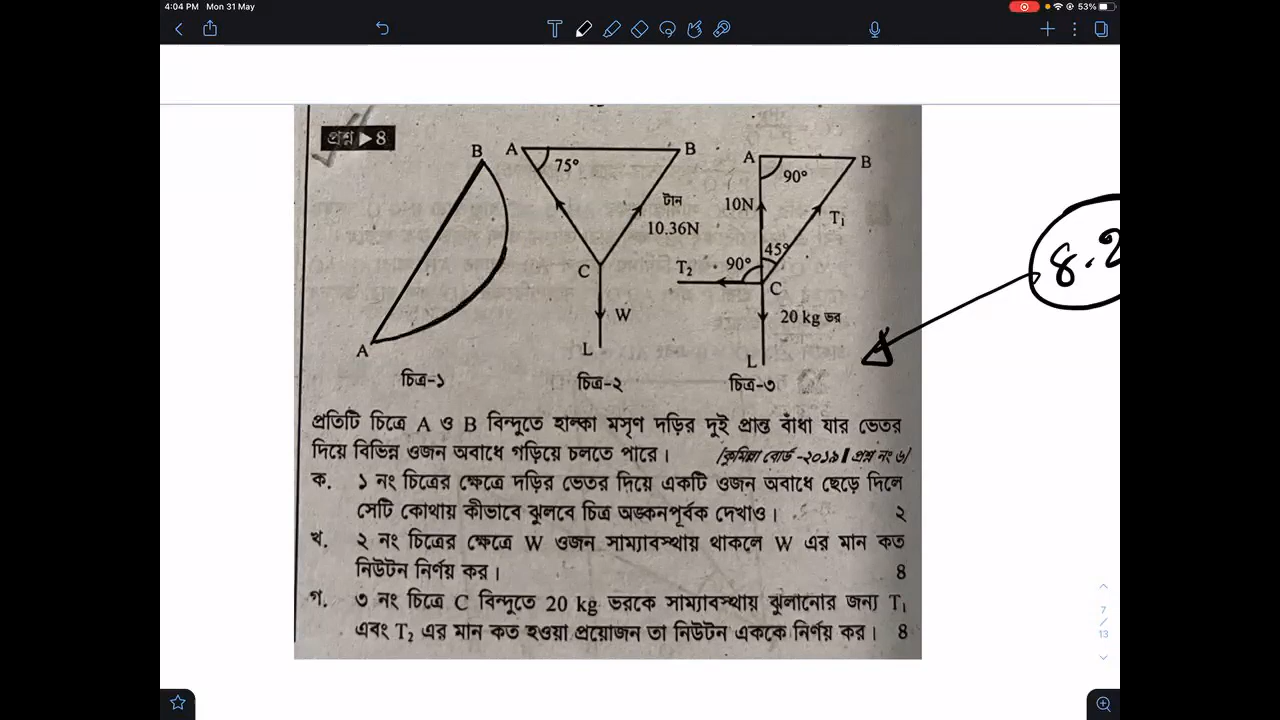 4:04 PM Mon 31 May
53%
প্রশ্ন ▶ 8
B
A
চিত্র-১
A
B
75°
টান
10.36N
C
W
L
চিত্র-২
A
B
90°
10N
T₁
45°
T₂
90°
C
20 kg ভর
L
চিত্র-৩
প্রতিটি চিত্রে A ও B বিন্দুতে হাল্কা মসৃণ দড়ির দুই প্রান্ত বাঁধা যার ভেতর
দিয়ে বিভিন্ন ওজন অবাধে গড়িয়ে চলতে পারে। [কুমিল্লা বোর্ড -২০১৯ ৷ প্রশ্ন নং ৬]
ক. ১ নং চিত্রের ক্ষেত্রে দড়ির ভেতর দিয়ে একটি ওজন অবাধে ছেড়ে দিলে
সেটি কোথায় কীভাবে ঝুলবে চিত্র অঙ্কনপূর্বক দেখাও। ২
খ. ২ নং চিত্রের ক্ষেত্রে W ওজন সাম্যাবস্থায় থাকলে W এর মান কত
নিউটন নির্ণয় কর। 8
গ. ৩ নং চিত্রে C বিন্দুতে 20 kg ভরকে সাম্যাবস্থায় ঝুলানোর জন্য T₁
এবং T₂ এর মান কত হওয়া প্রয়োজন তা নিউটন এককে নির্ণয় কর। 8
7
/
13